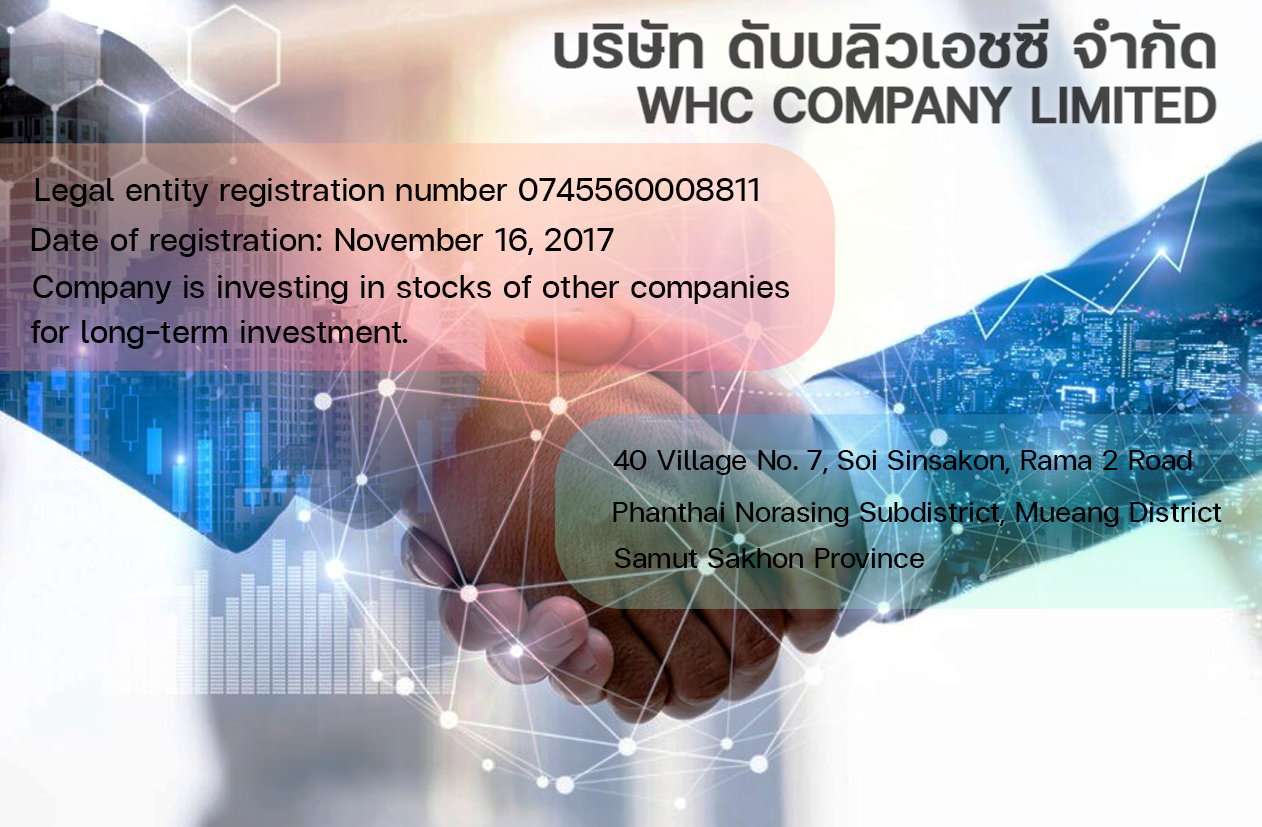 บริษัท ดับบลิวเอชซี จำกัด
WHC COMPANY LIMITED
Legal entity registration number 0745560008811
Date of registration: November 16, 2017
Company is investing in stocks of other companies
for long-term investment.
40 Village No. 7, Soi Sinsakon, Rama 2 Road
Phanthai Norasing Subdistrict, Mueang District
Samut Sakhon Province